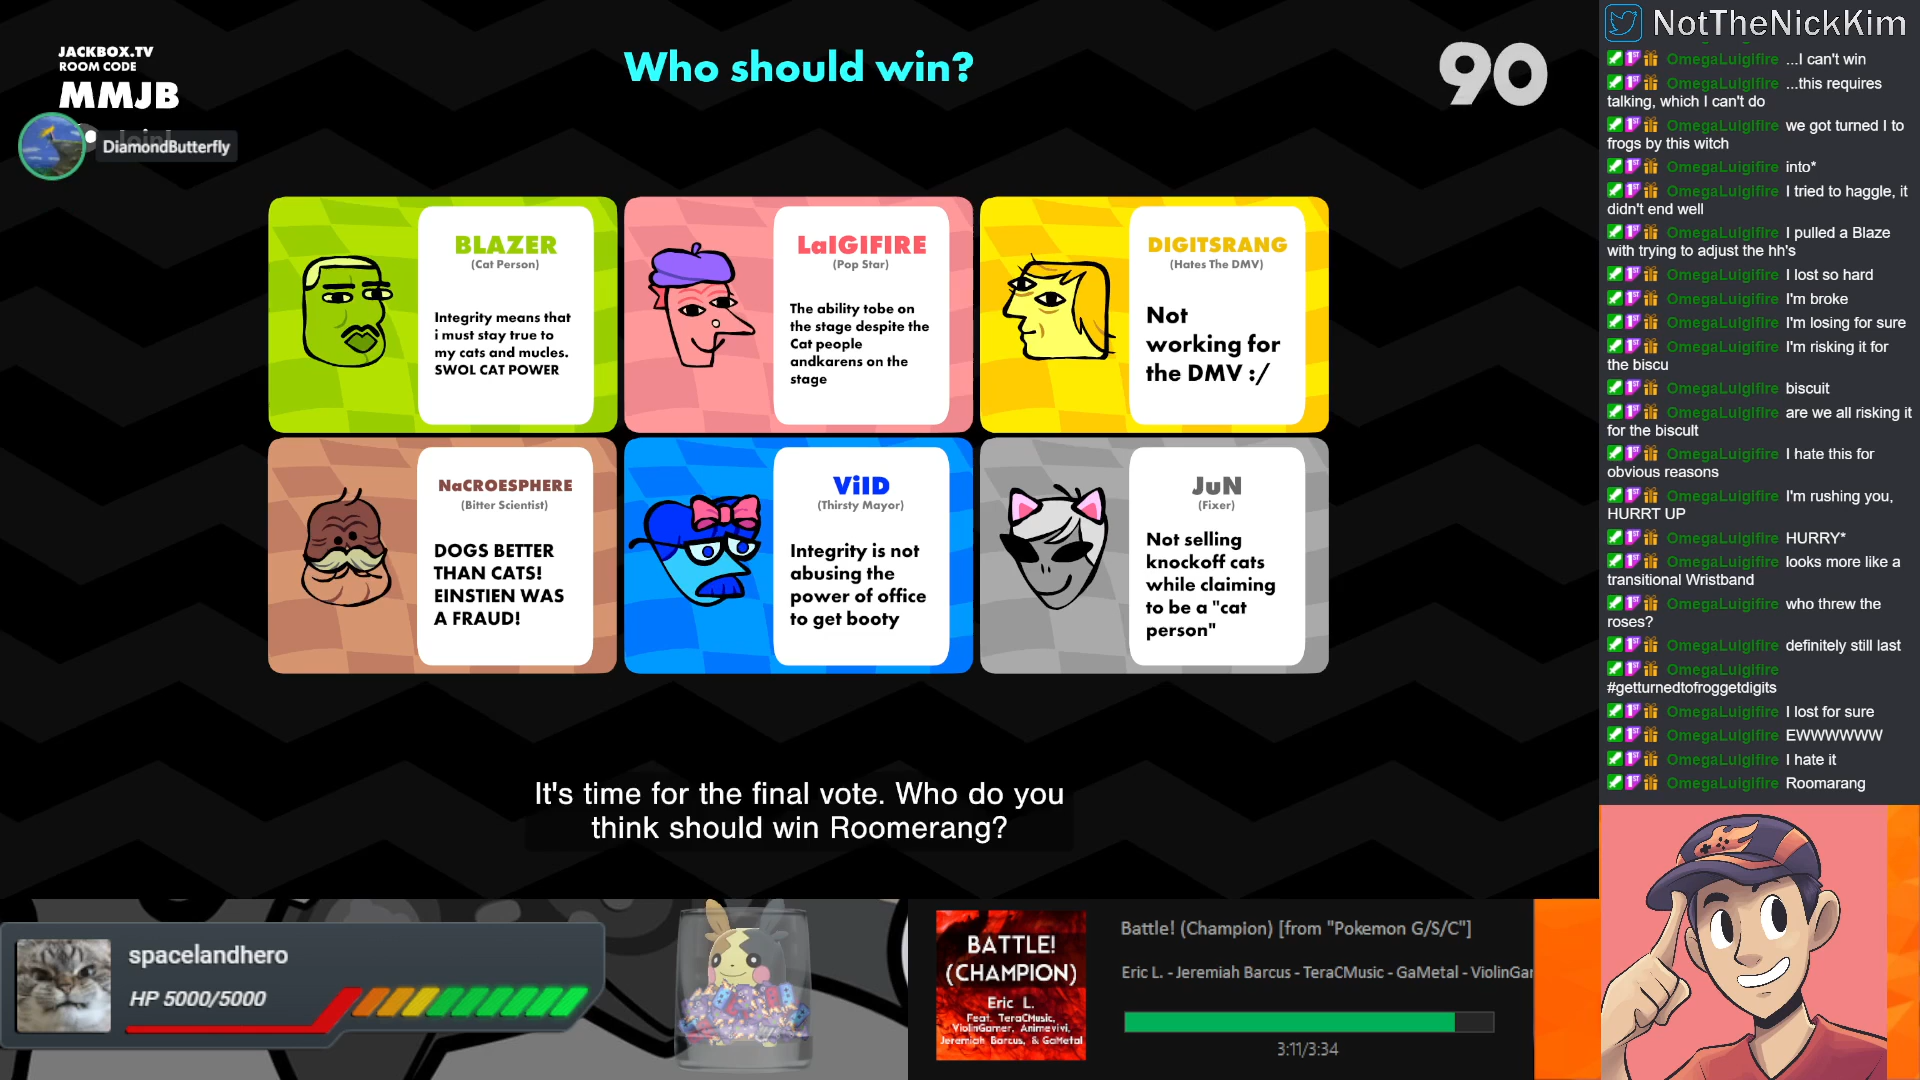 JACKBOX.TV
ROOM CODE
MMJB
DiamondButterfly
Who should win?
90
BLAZER
(Cat Person)
Integrity means that
i must stay true to
my cats and mucles.
SWOL CAT POWER
LaIGIFIRE
(Pop Star)
The ability tobe on
the stage despite the
Cat people
andkarens on the
stage
DIGITSRANG
(Hates The DMV)
Not
working for
the DMV :/
NaCROESPHERE
(Bitter Scientist)
DOGS BETTER
THAN CATS!
EINSTIEN WAS
A FRAUD!
ViID
(Thirsty Mayor)
Integrity is not
abusing the
power of office
to get booty
JuN
(Fixer)
Not selling
knockoff cats
while claiming
to be a "cat
person"
It's time for the final vote. Who do you
think should win Roomerang?
spacelandhero
HP 5000/5000
BATTLE!
(CHAMPION)
Eric L.
Feat. TeraCMusic,
ViolinGamer, Animevivi,
Jeremiah Barcus, & GaMetal
Battle! (Champion) [from "Pokemon G/S/C"]
Eric L. - Jeremiah Barcus - TeraCMusic - GaMetal - ViolinGar
3:11/3:34
NotTheNickKim
OmegaLuigifire ...I can't win
OmegaLuigifire ...this requires
talking, which I can't do
OmegaLuigifire we got turned I to
frogs by this witch
OmegaLuigifire into*
OmegaLuigifire I tried to haggle, it
didn't end well
OmegaLuigifire I pulled a Blaze
with trying to adjust the hh's
OmegaLuigifire I lost so hard
OmegaLuigifire I'm broke
OmegaLuigifire I'm losing for sure
OmegaLuigifire I'm risking it for
the biscu
OmegaLuigifire biscuit
OmegaLuigifire are we all risking it
for the biscult
OmegaLuigifire I hate this for
obvious reasons
OmegaLuigifire I'm rushing you,
HURRT UP
OmegaLuigifire HURRY*
OmegaLuigifire looks more like a
transitional Wristband
OmegaLuigifire who threw the
roses?
OmegaLuigifire definitely still last
OmegaLuigifire
#getturnedtofroggetdigits
OmegaLuigifire I lost for sure
OmegaLuigifire EWWWWWW
OmegaLuigifire I hate it
OmegaLuigifire Roomarang